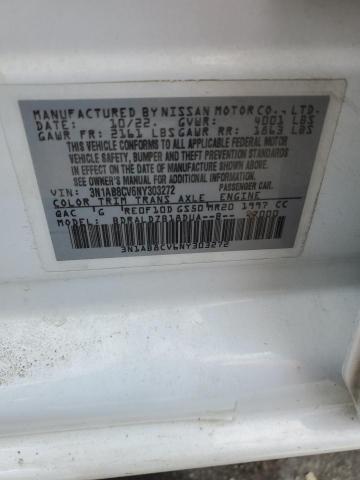 MANUFACTURED BY NISSAN MOTOR CO., LTD.
DATE: 10/22. GVWR: 4001 LBS
GAWR FR: 2161 LBS GAWR RR: 1863 LBS
THIS VEHICLE CONFORMS TO ALL APPLICABLE FEDERAL MOTOR
VEHICLE SAFETY, BUMPER, AND THEFT PREVENTION STANDARDS
IN EFFECT ON THE DATE OF MANUFACTURE SHOWN ABOVE.
SEE OWNER'S MANUAL FOR ADDITIONAL INFORMATION.
VIN: 3N1AB8CV6NY303272 PASSENGER CAR.
COLOR TRIM TRANS AXLE ENGINE
QAC G RE0F10D GS50 MR20 1997 CC
MODEL:
3N1AB8CV6NY303272